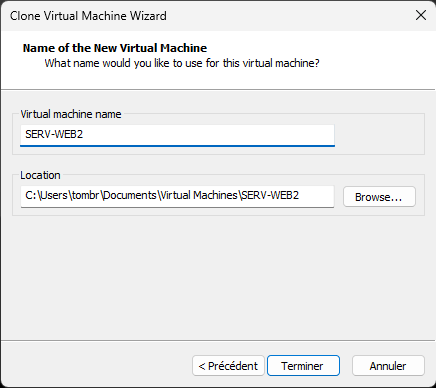 Clone Virtual Machine Wizard
Name of the New Virtual Machine
What name would you like to use for this virtual machine?
Virtual machine name
SERV-WEB2
Location
C:\Users\tombr\Documents\Virtual Machines\SERV-WEB2
Browse...
< Précédent
Terminer
Annuler